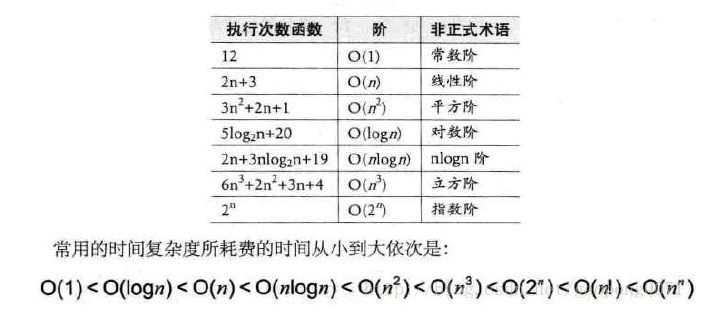 执行次数函数 阶 非正式术语
12 O(1) 常数阶
2n+3 O(n) 线性阶
3n²+2n+1 O(n²) 平方阶
5log₂n+20 O(logn) 对数阶
2n+3nlog₂n+19 O(nlogn) nlogn 阶
6n³+2n²+3n+4 O(n³) 立方阶
2ⁿ O(2ⁿ) 指数阶
常用的时间复杂度所耗费的时间从小到大依次是：
O(1)<O(logn)<O(n)<O(nlogn)<O(n²)<O(n³)<O(2ⁿ)<O(n!)<O(nⁿ)